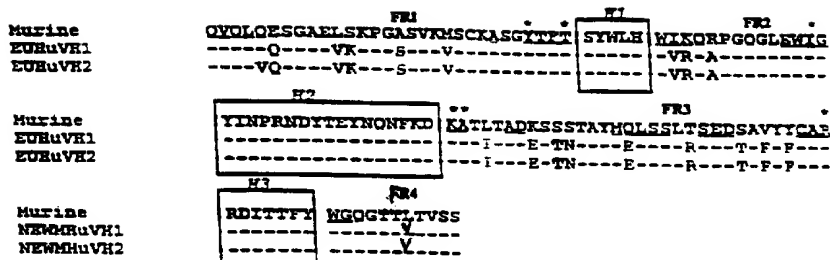 FR1 * * H1 FR2 *
Murine QVQLQESGAELSKPGASVKMSCKASGYTFT SYWLH WIKQRPGQGLEWIG
EUHuVH1 -----Q----VK---S---V---------- ----- -VR-A---------
EUHuVH2 ----VQ----VK---S---V---------- ----- -VR-A---------
H2 ** FR3 *
Murine YINPRNDYTEYNQNFKD KATLTADKSSSTAYMQLSSLTSEDSAVYYCAR
EUHuVH1 ----------------- ---I---E-TN----E----R---T-F-F---
EUHuVH2 ----------------- ---I---E-TN----E----R---T-F-F---
H3 FR4
Murine RDITTFY WGQGTTLTVSS
NEWMHuVH1 ------- ------V----
NEWMHuVH2 ------- ------V----